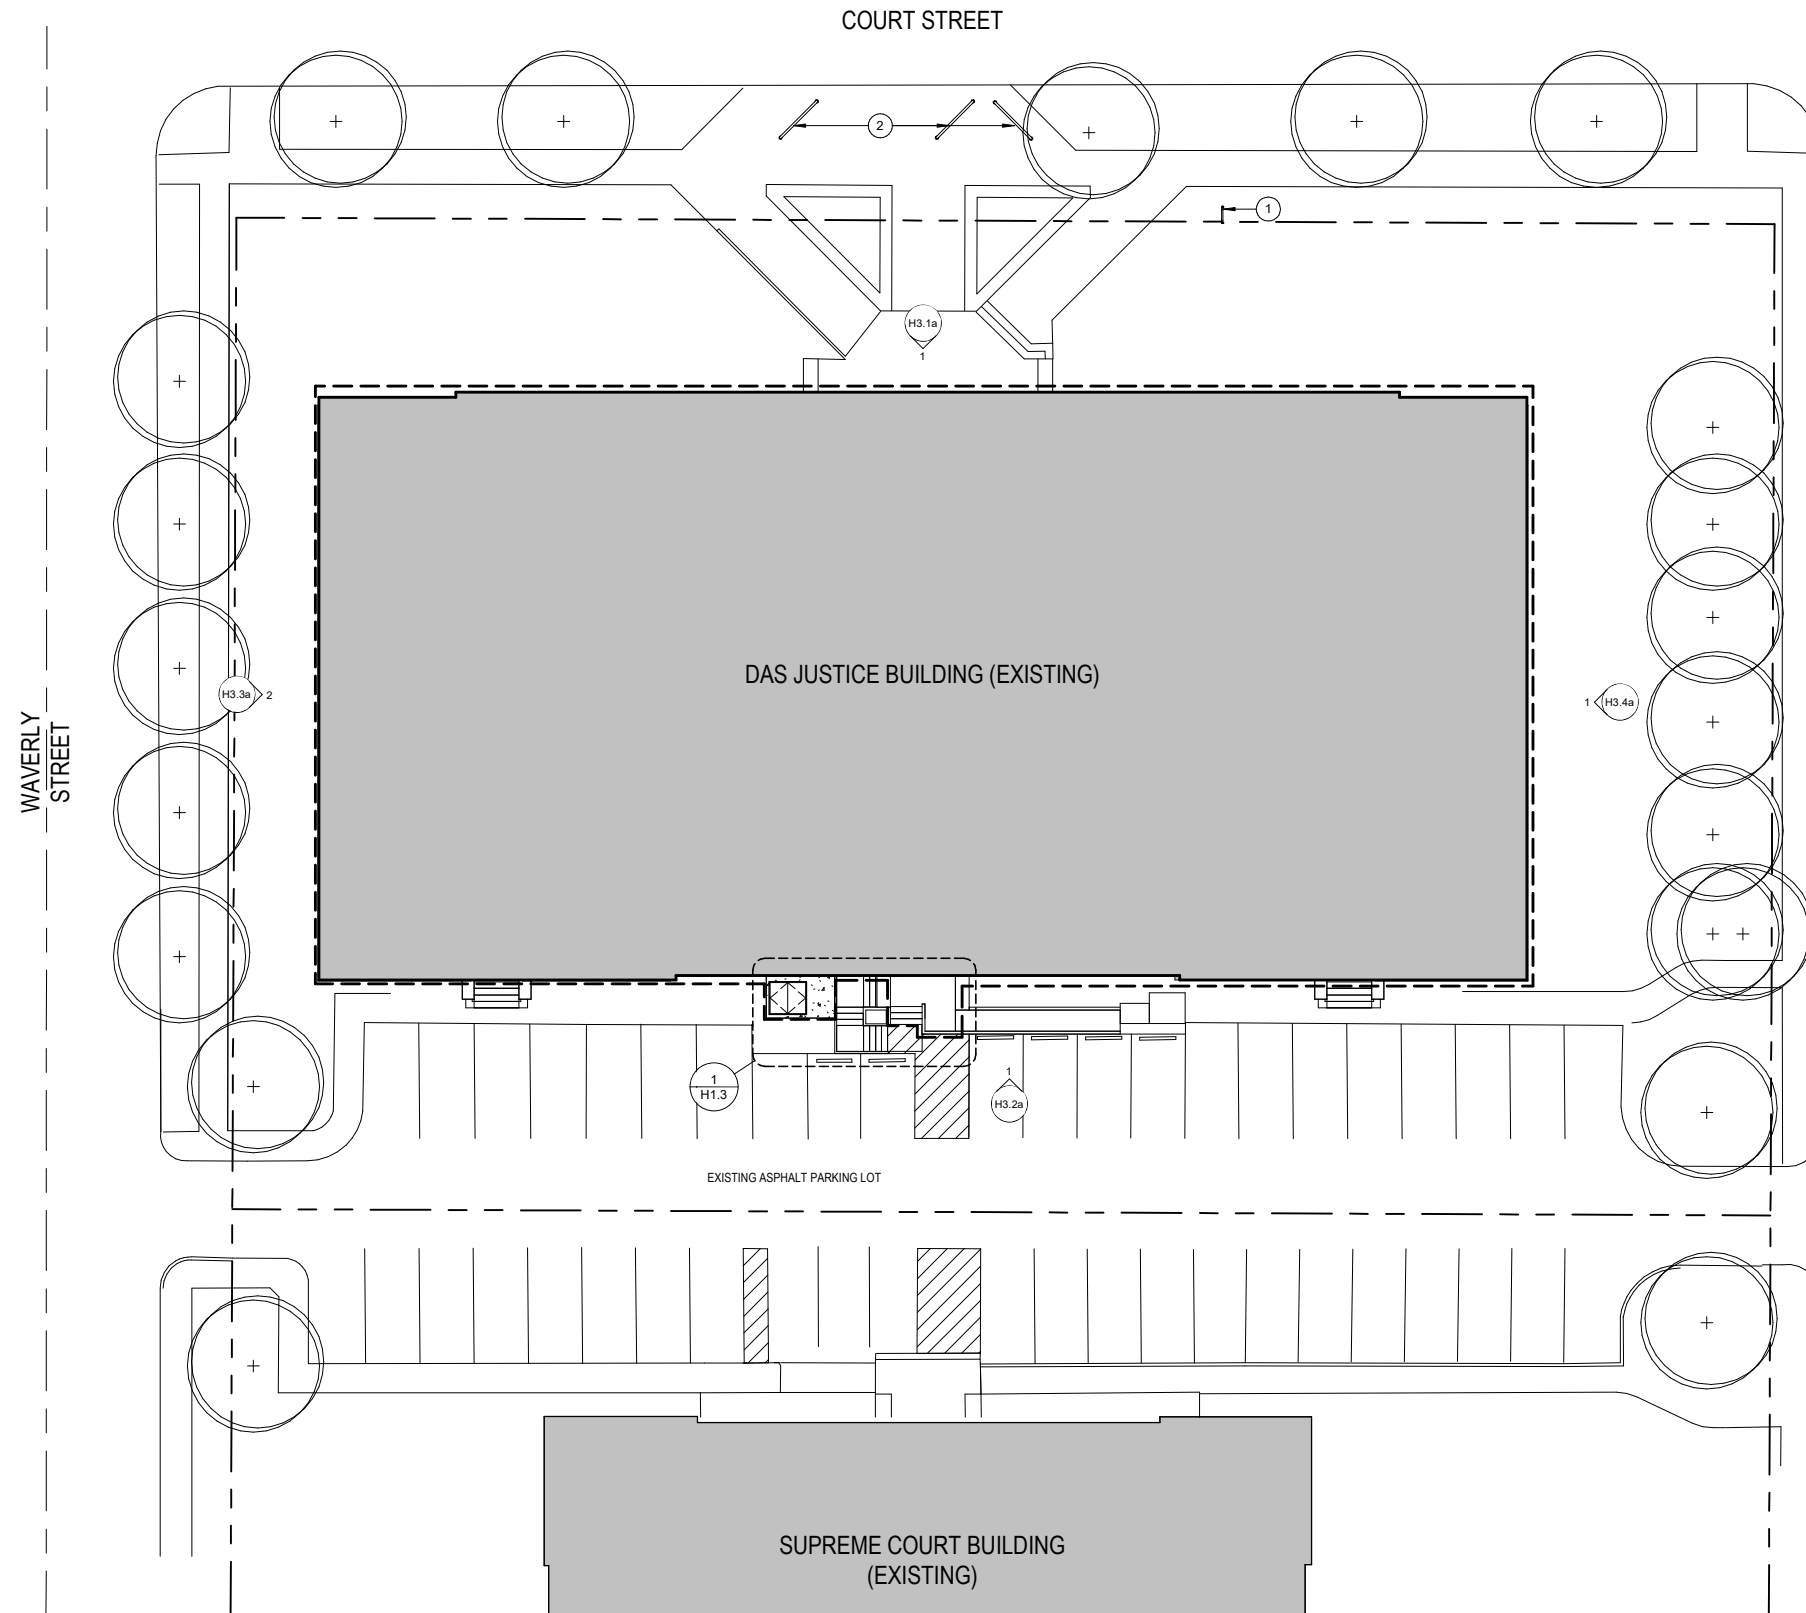 COURT STREET
2
1
H3.1a
1
DAS JUSTICE BUILDING (EXISTING)
H3.3a
2
1
H3.4a
WAVERLY
STREET
1
H1.3
1
H3.2a
EXISTING ASPHALT PARKING LOT
SUPREME COURT BUILDING
(EXISTING)